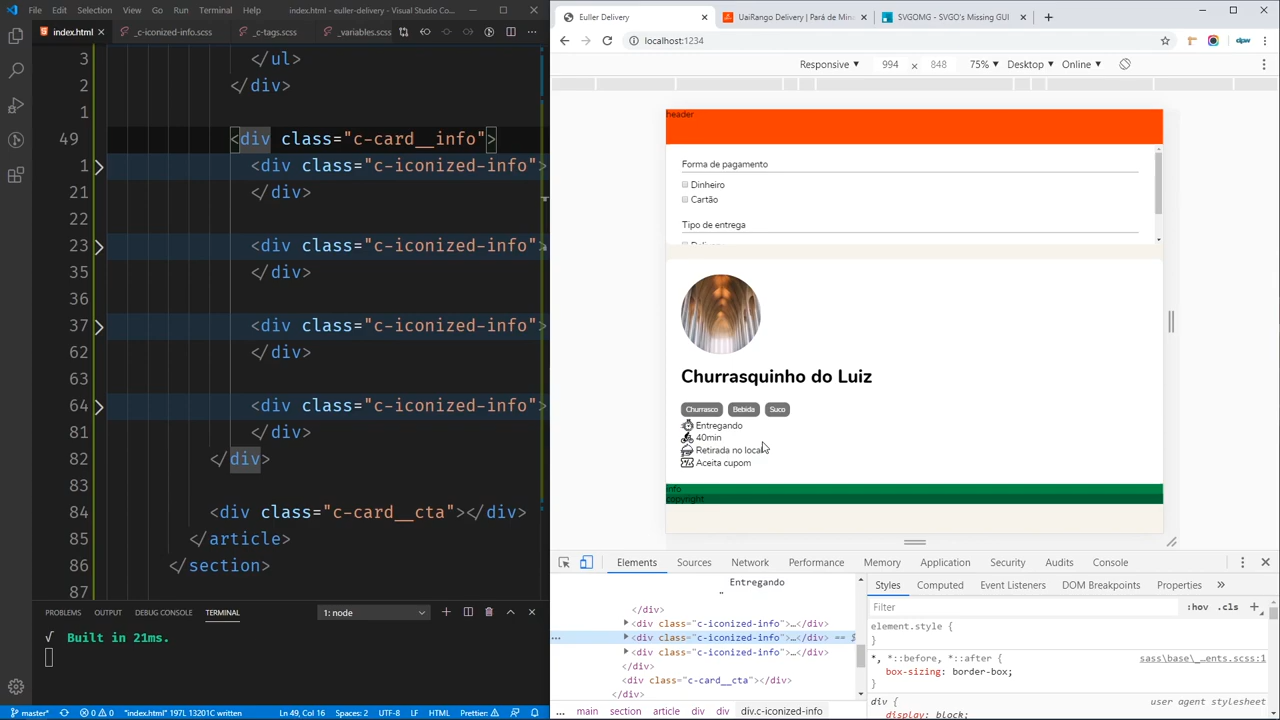 File Edit Selection View Go Run Terminal Help index.html - euller-delivery - Visual Studio Co...
index.html _c-iconized-info.scss _c-tags.scss _variables.scss
3 </ul>
2 </div>
1
49 <div class="c-card__info">
1 <div class="c-iconized-info">
21 </div>
22
23 <div class="c-iconized-info">
35 </div>
36
37 <div class="c-iconized-info">
62 </div>
63
64 <div class="c-iconized-info">
81 </div>
82 </div>
83
84 <div class="c-card__cta"></div>
85 </article>
86 </section>
87
PROBLEMS OUTPUT DEBUG CONSOLE TERMINAL 1: node
√ Built in 21ms.
master* 0 0 "index.html" 197L 13201C written Ln 49, Col 16 Spaces: 2 UTF-8 LF HTML Prettier
Euller Delivery UaiRango Delivery | Pará de Min SVGOMG - SVGO's Missing GUI
localhost:1234
dpw
Responsive 994 × 848 75% Desktop Online
header
Forma de pagamento
Dinheiro
Cartão
Tipo de entrega
Churrasquinho do Luiz
Churrasco Bebida Suco
Entregando
40min
Retirada no local
Aceita cupom
info
copyright
Elements Sources Network Performance Memory Application Security Audits Console
Entregando
"
</div>
<div class="c-iconized-info">…</div>
<div class="c-iconized-info">…</div> == $
<div class="c-iconized-info">…</div>
</div>
<div class="c-card__cta"></div>
</div>
... main section article div div div.c-iconized-info
Styles Computed Event Listeners DOM Breakpoints Properties »
Filter :hov .cls +
element.style {
}
*, *::before, *::after { sass\base\_…ents.scss:1
box-sizing: border-box;
}
div { user agent stylesheet
display: block;